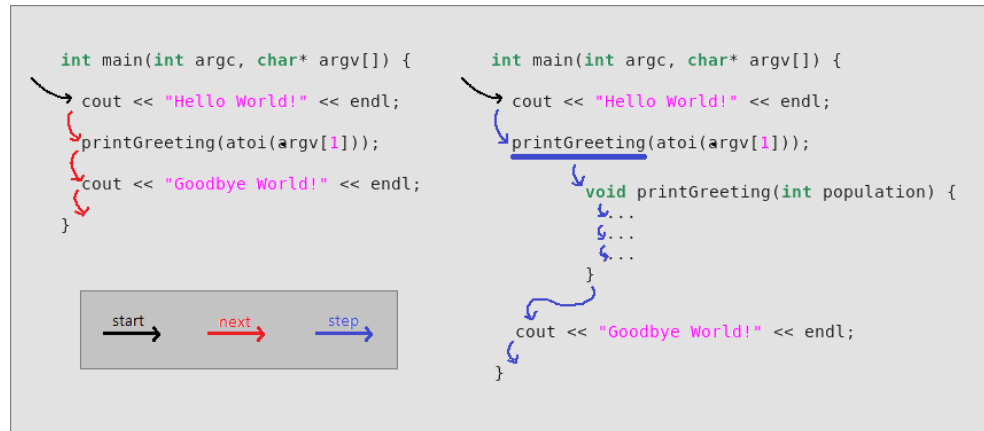 int main(int argc, char* argv[]) {
cout << "Hello World!" << endl;
printGreeting(atoi(argv[1]));
cout << "Goodbye World!" << endl;
}
start
next
step
int main(int argc, char* argv[]) {
cout << "Hello World!" << endl;
printGreeting(atoi(argv[1]));
void printGreeting(int population) {
...
...
...
}
cout << "Goodbye World!" << endl;
}